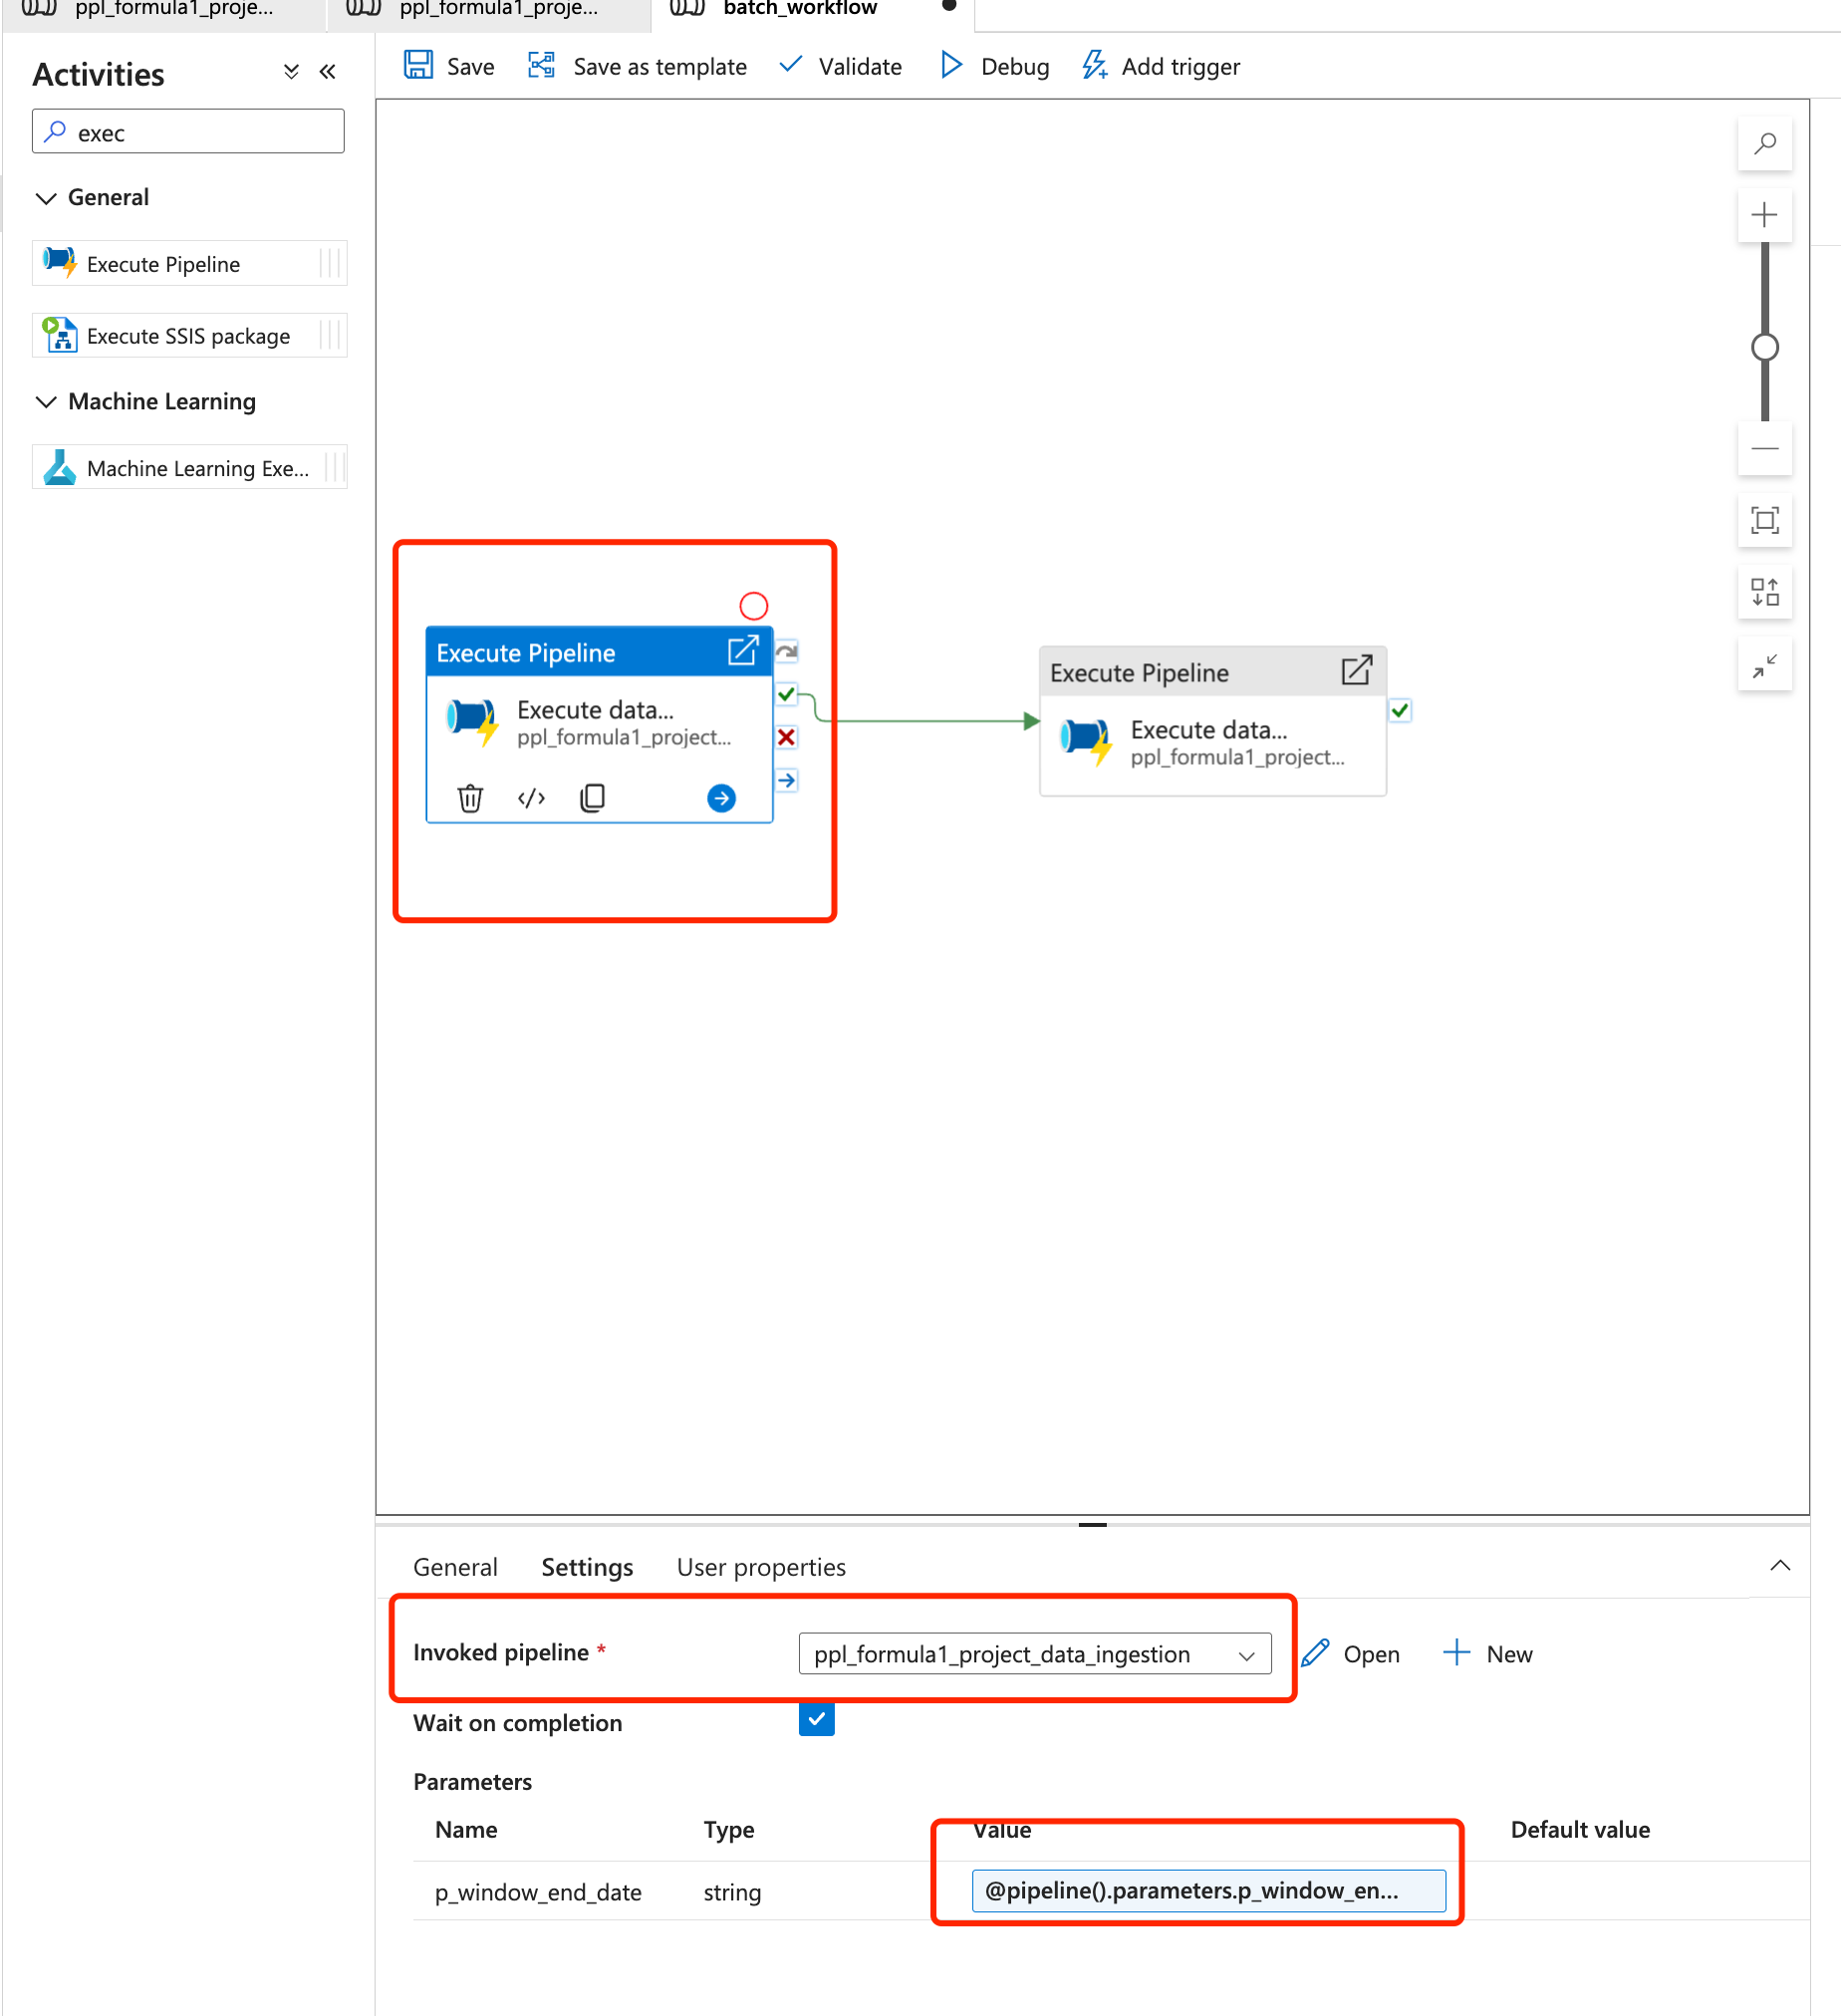 ppl_formula1_proje...
ppl_formula1_proje...
batch_workflow
Activities
exec
General
Execute Pipeline
Execute SSIS package
Machine Learning
Machine Learning Exe...
Save
Save as template
Validate
Debug
Add trigger
Execute Pipeline
Execute data...
ppl_formula1_project...
Execute Pipeline
Execute data...
ppl_formula1_project...
General
Settings
User properties
Invoked pipeline *
ppl_formula1_project_data_ingestion
Open
New
Wait on completion
Parameters
Name Type Value Default value
p_window_end_date string @pipeline().parameters.p_window_en...